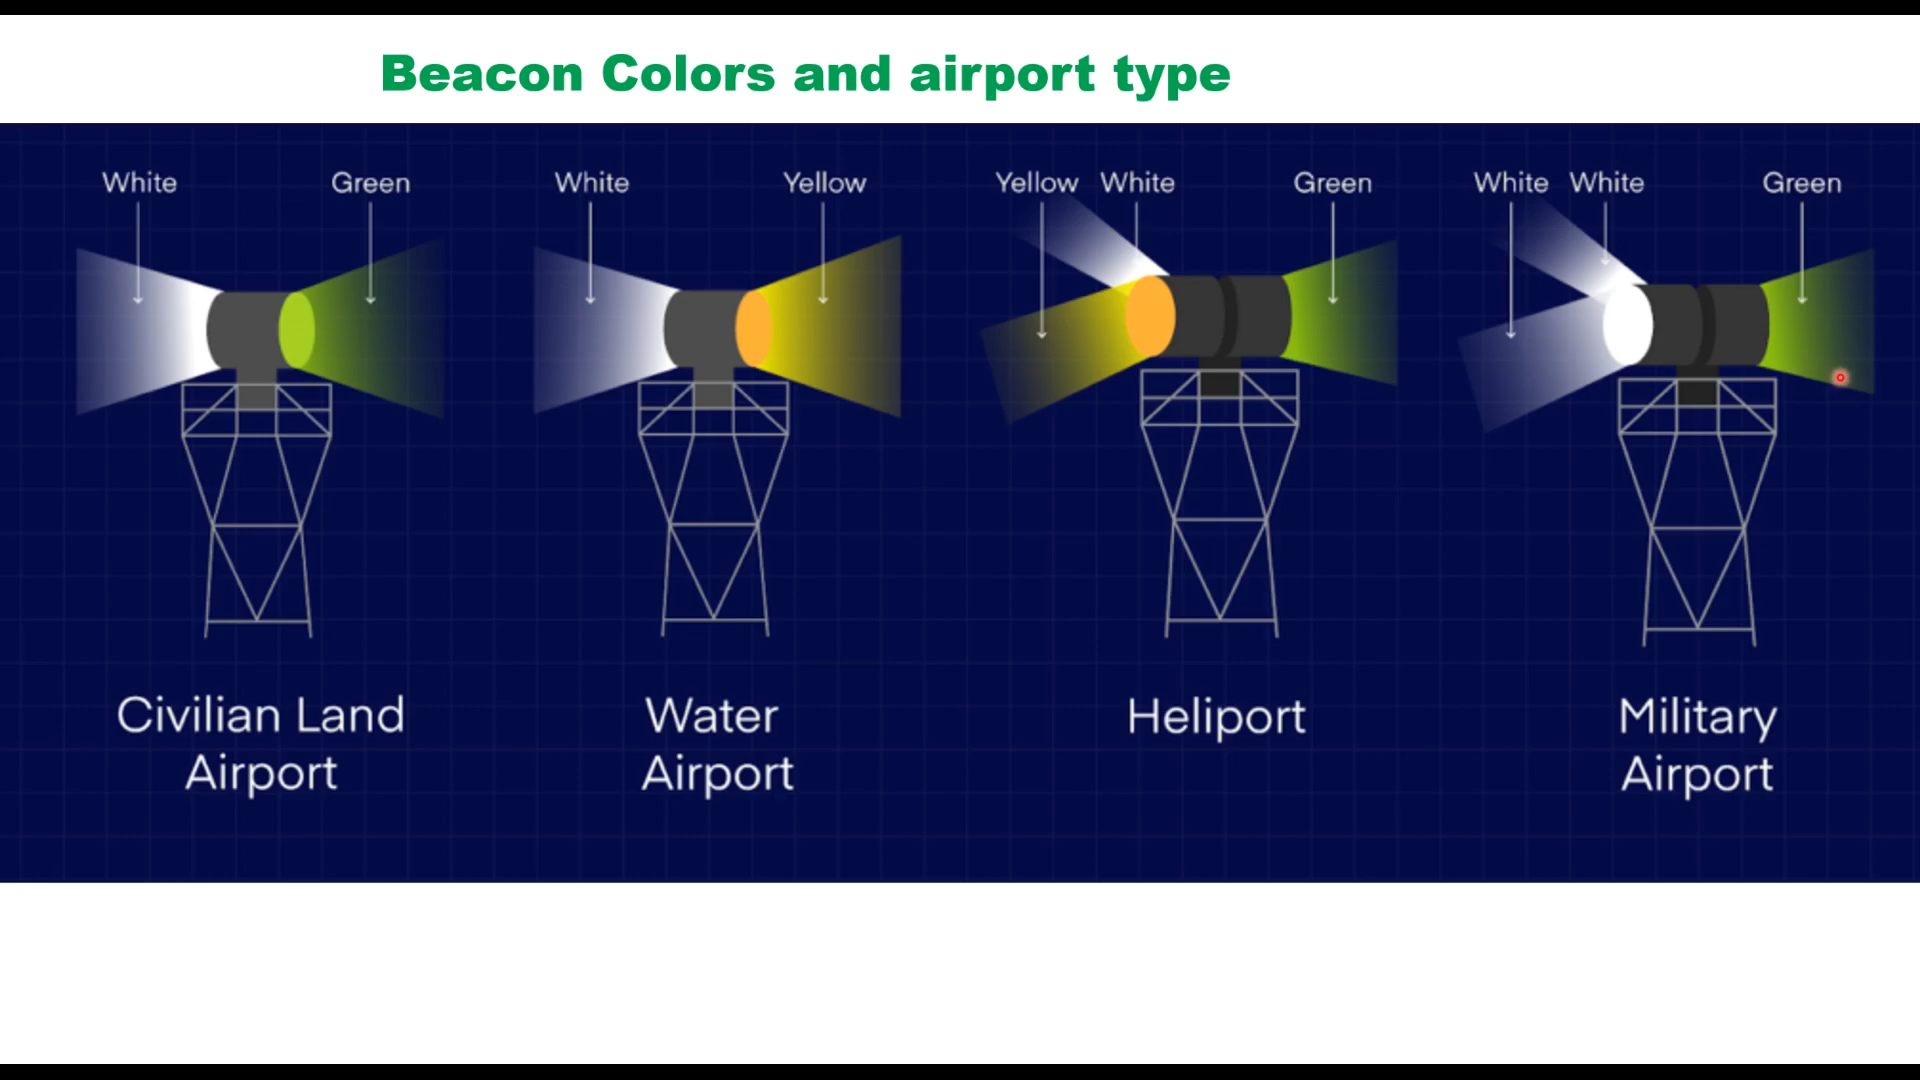 Beacon Colors and airport type
White Green White Yellow Yellow White Green White White Green
Civilian Land
Airport
Water
Airport
Heliport
Military
Airport